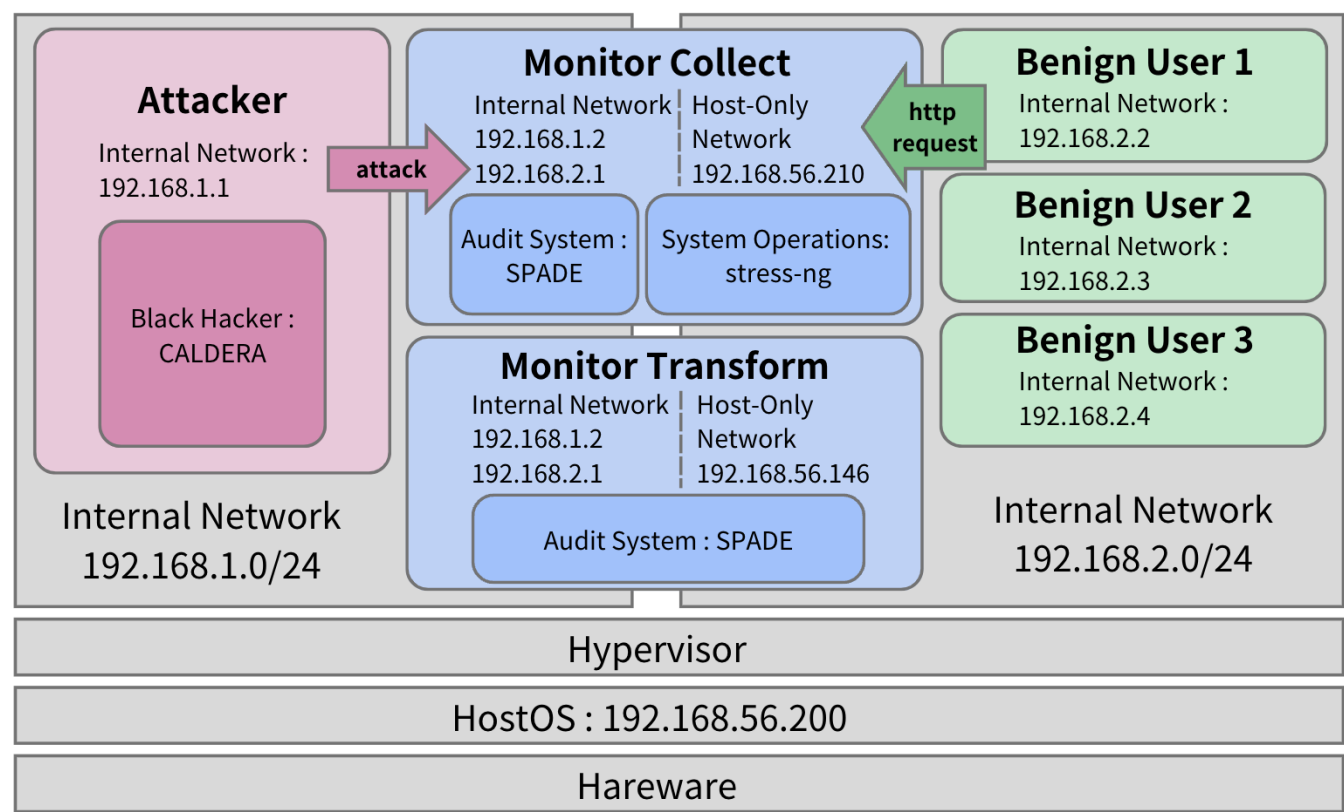 Attacker
Internal Network :
192.168.1.1
Black Hacker :
CALDERA
Internal Network
192.168.1.0/24
attack
Monitor Collect
Internal Network
192.168.1.2
192.168.2.1
Host-Only
Network
192.168.56.210
Audit System :
SPADE
System Operations:
stress-ng
http
request
Monitor Transform
Internal Network
192.168.1.2
192.168.2.1
Host-Only
Network
192.168.56.146
Audit System : SPADE
Benign User 1
Internal Network :
192.168.2.2
Benign User 2
Internal Network :
192.168.2.3
Benign User 3
Internal Network :
192.168.2.4
Internal Network
192.168.2.0/24
Hypervisor
HostOS : 192.168.56.200
Hareware